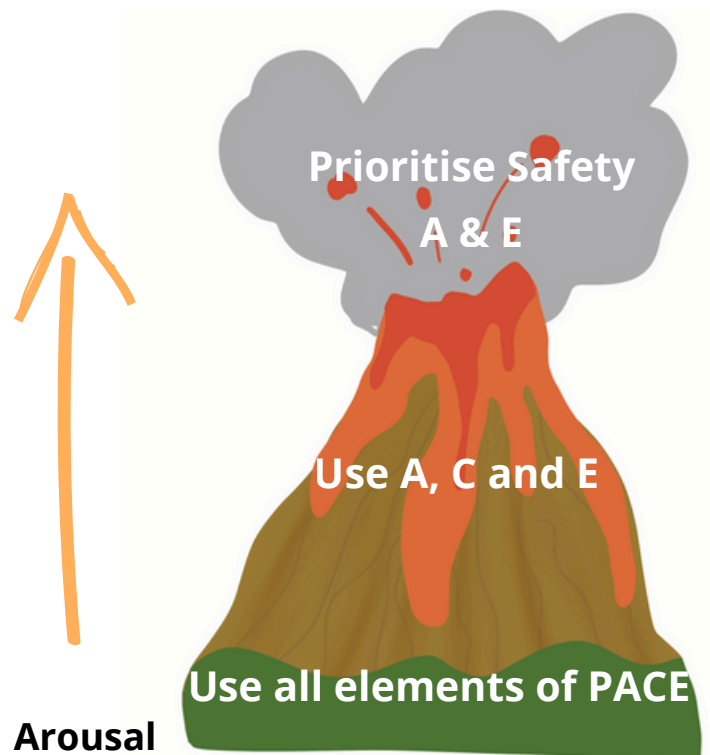 Prioritise Safety
A & E
Use A, C and E
Use all elements of PACE
Arousal